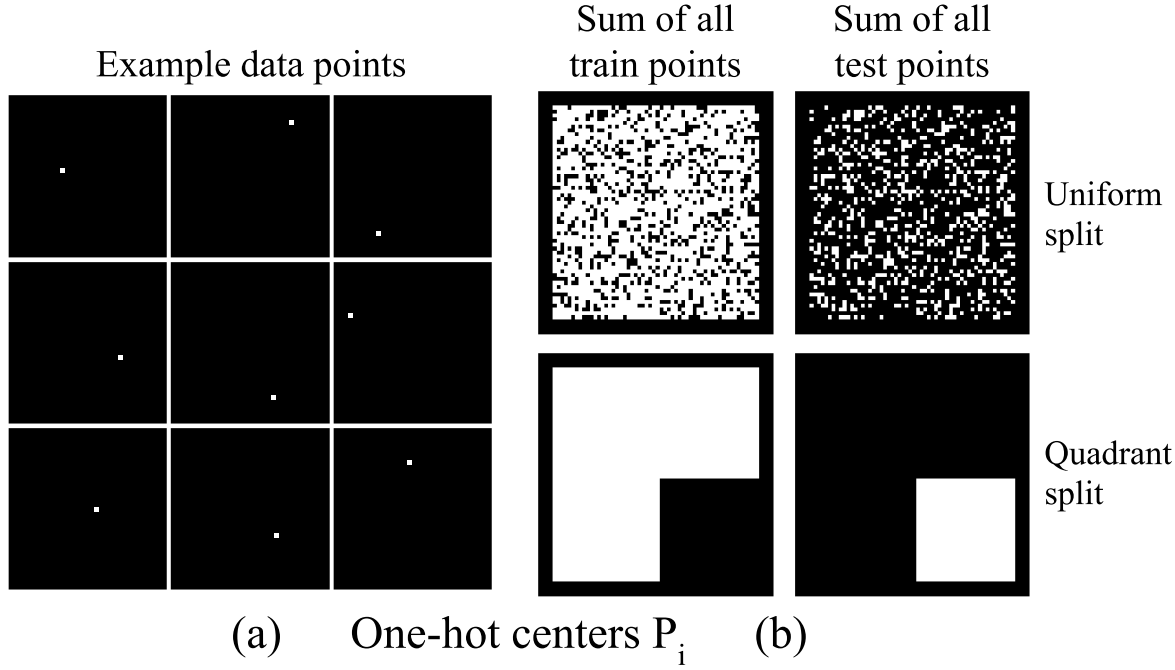 Example data points
Sum of all
train points
Sum of all
test points
Uniform
split
Quadrant
split
(a) One-hot centers P_i (b)